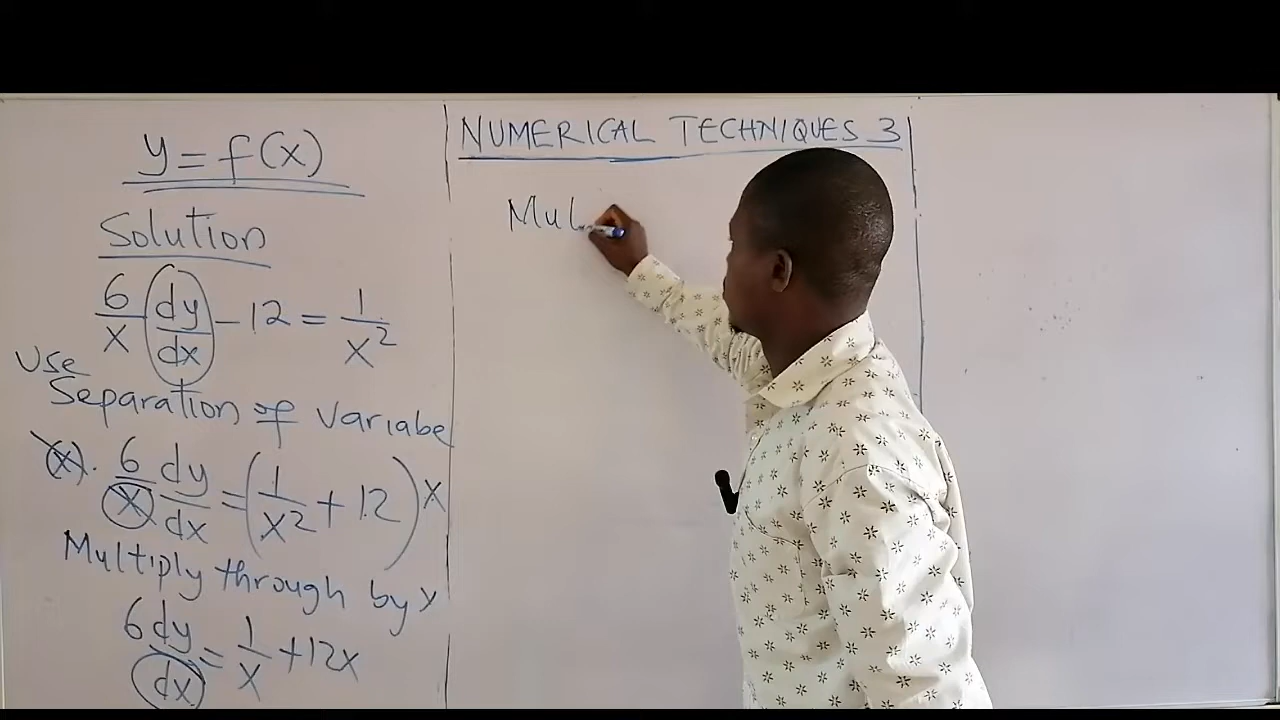 y = f(x)
Solution
6/x dy/dx - 12 = 1/x²
Use
Separation of variabe
(x). 6/x dy/dx = (1/x² + 12)x
Multiply through by x
6 dy/dx = 1/x + 12x
NUMERICAL TECHNIQUES 3
Mul